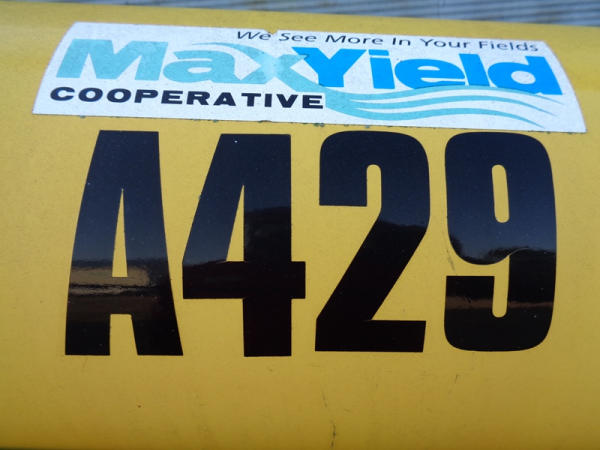 We See More In Your Fields
MaxYield
COOPERATIVE
A429